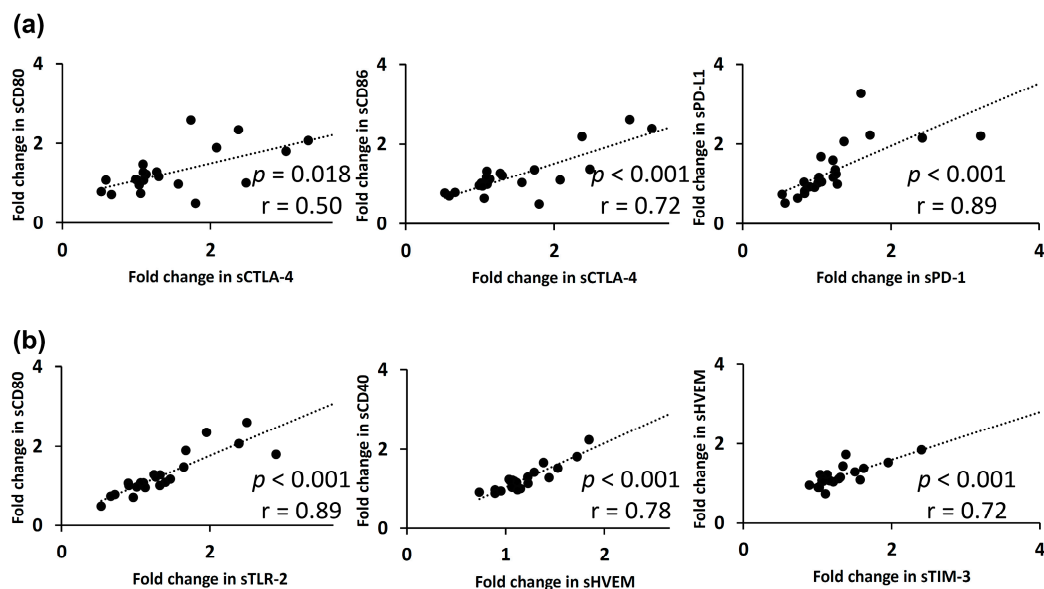 (a)
Fold change in sCD80
4
2
0
0
2
p = 0.018
r = 0.50
Fold change in sCTLA-4
Fold change in sCD86
4
2
0
0
2
p < 0.001
r = 0.72
Fold change in sCTLA-4
Fold change in sPD-L1
4
2
0
0
2
4
p < 0.001
r = 0.89
Fold change in sPD-1
(b)
Fold change in sCD80
4
2
0
0
2
p < 0.001
r = 0.89
Fold change in sTLR-2
Fold change in sCD40
4
2
0
0
1
2
p < 0.001
r = 0.78
Fold change in sHVEM
Fold change in sHVEM
4
2
0
0
2
4
p < 0.001
r = 0.72
Fold change in sTIM-3